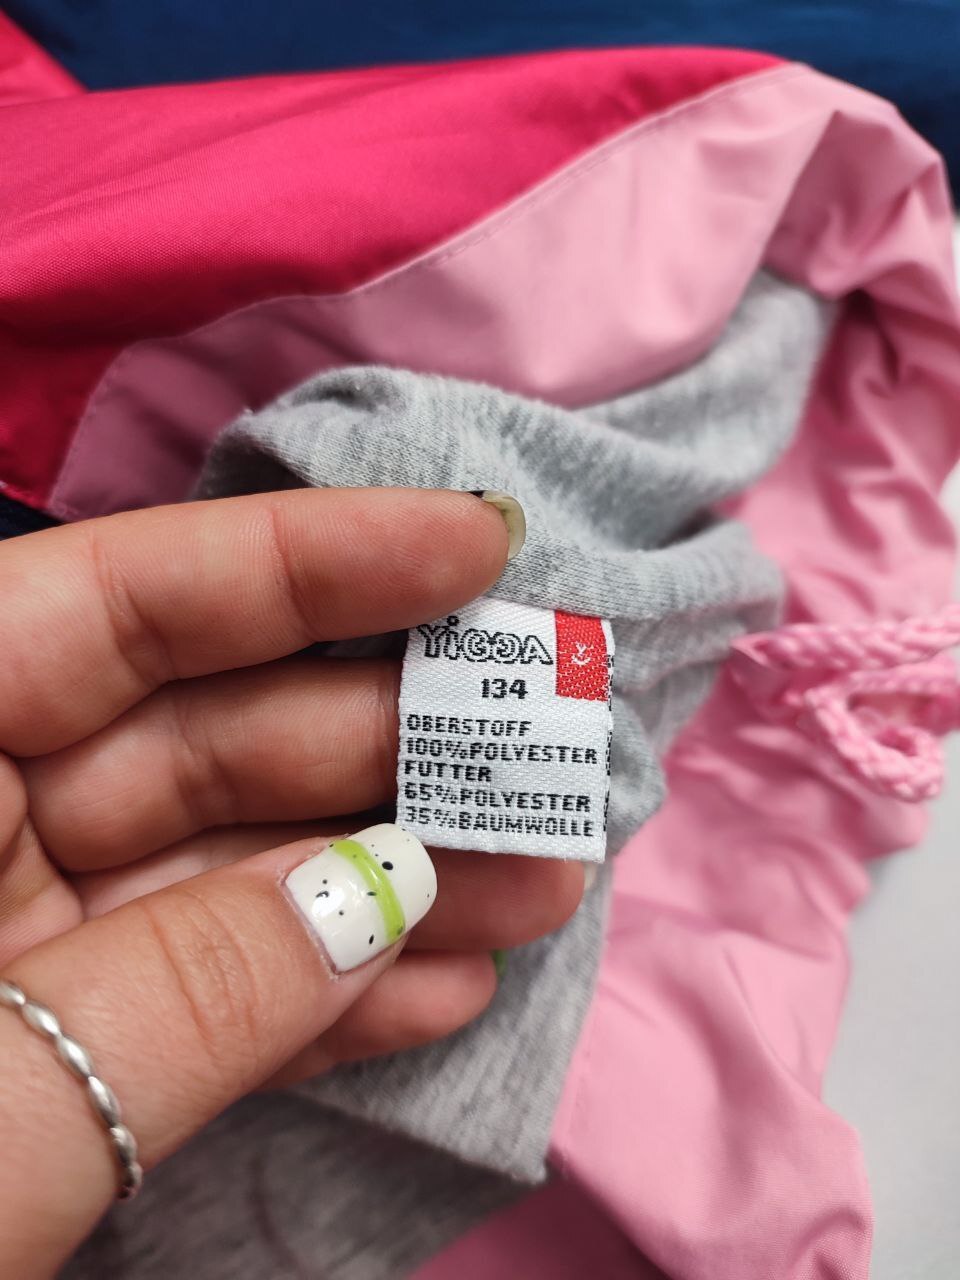 YIGGA
134
OBERSTOFF
100%POLYESTER
FUTTER
65%POLYESTER
35%BAUMWOLLE